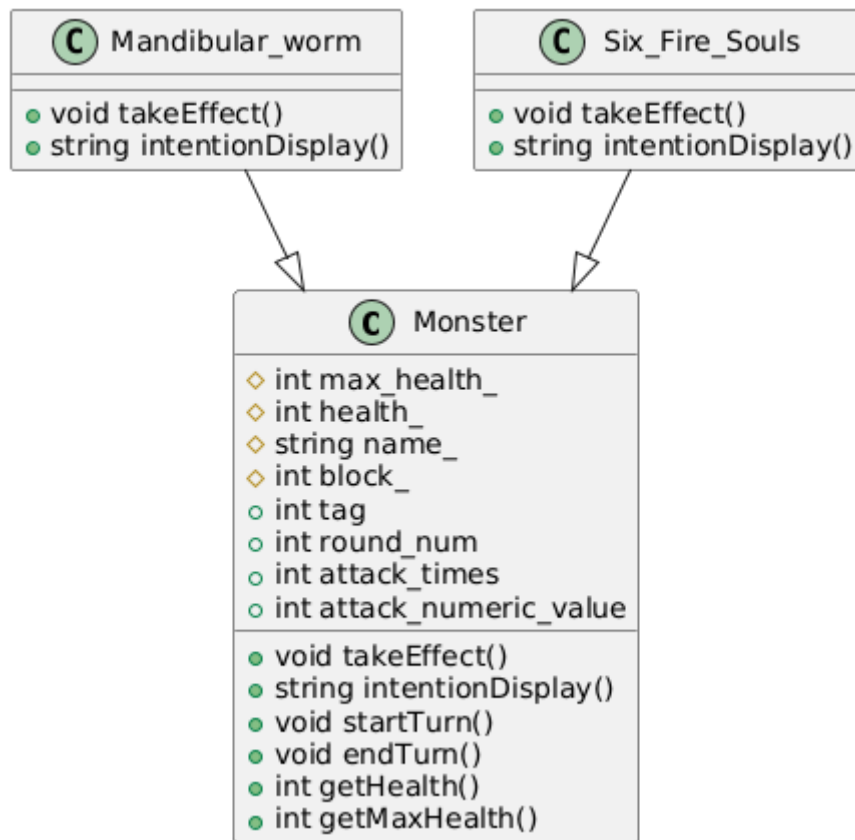 C Mandibular_worm
void takeEffect()
string intentionDisplay()
C Six_Fire_Souls
void takeEffect()
string intentionDisplay()
C Monster
int max_health_
int health_
string name_
int block_
int tag
int round_num
int attack_times
int attack_numeric_value
void takeEffect()
string intentionDisplay()
void startTurn()
void endTurn()
int getHealth()
int getMaxHealth()